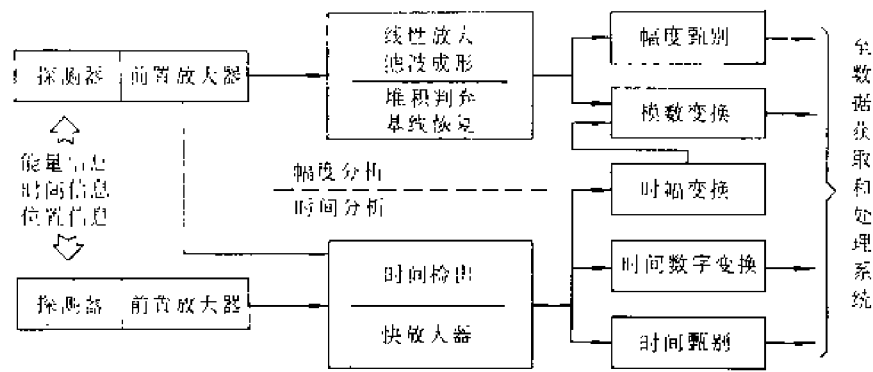 线性放大
滤波成形
堆积判弃
基线恢复
幅度甄别
模数变换
探测器
前置放大器
能量信息
时间信息
位置信息
幅度分析
时间分析
时幅变换
时间检出
快放大器
时间数字变换
时间甄别
探测器
前置放大器
至数据获取和处理系统